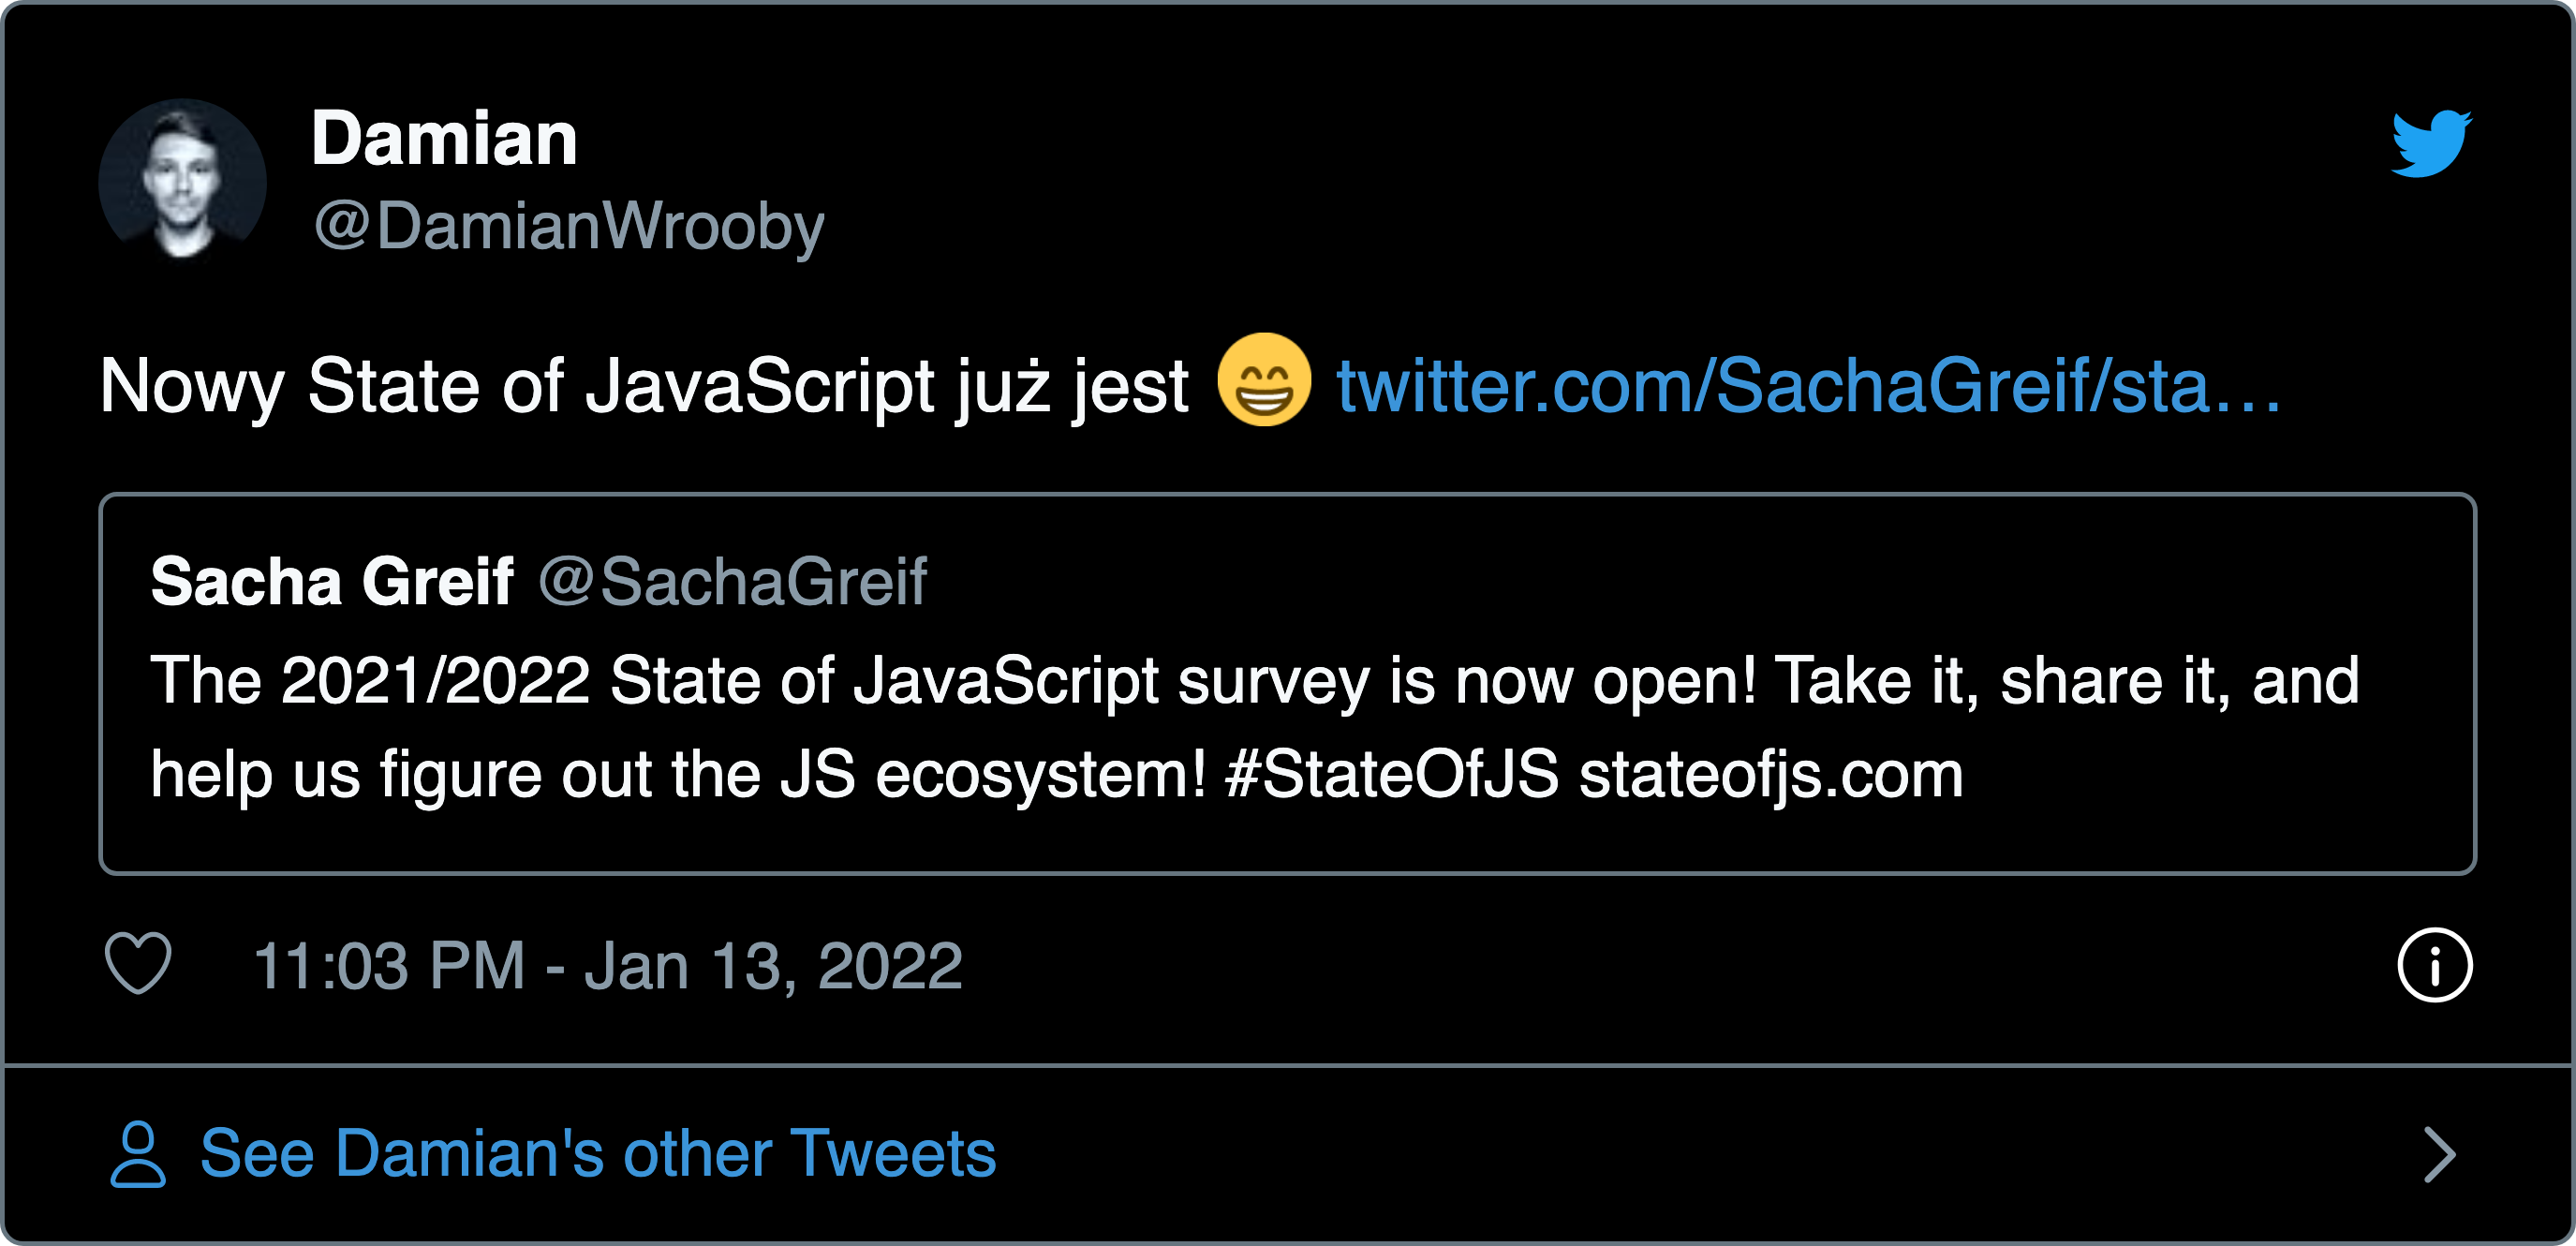 Damian
@DamianWrooby
Nowy State of JavaScript już jest 😁 twitter.com/SachaGreif/sta…
Sacha Greif @SachaGreif
The 2021/2022 State of JavaScript survey is now open! Take it, share it, and
help us figure out the JS ecosystem! #StateOfJS stateofjs.com
11:03 PM - Jan 13, 2022
See Damian's other Tweets